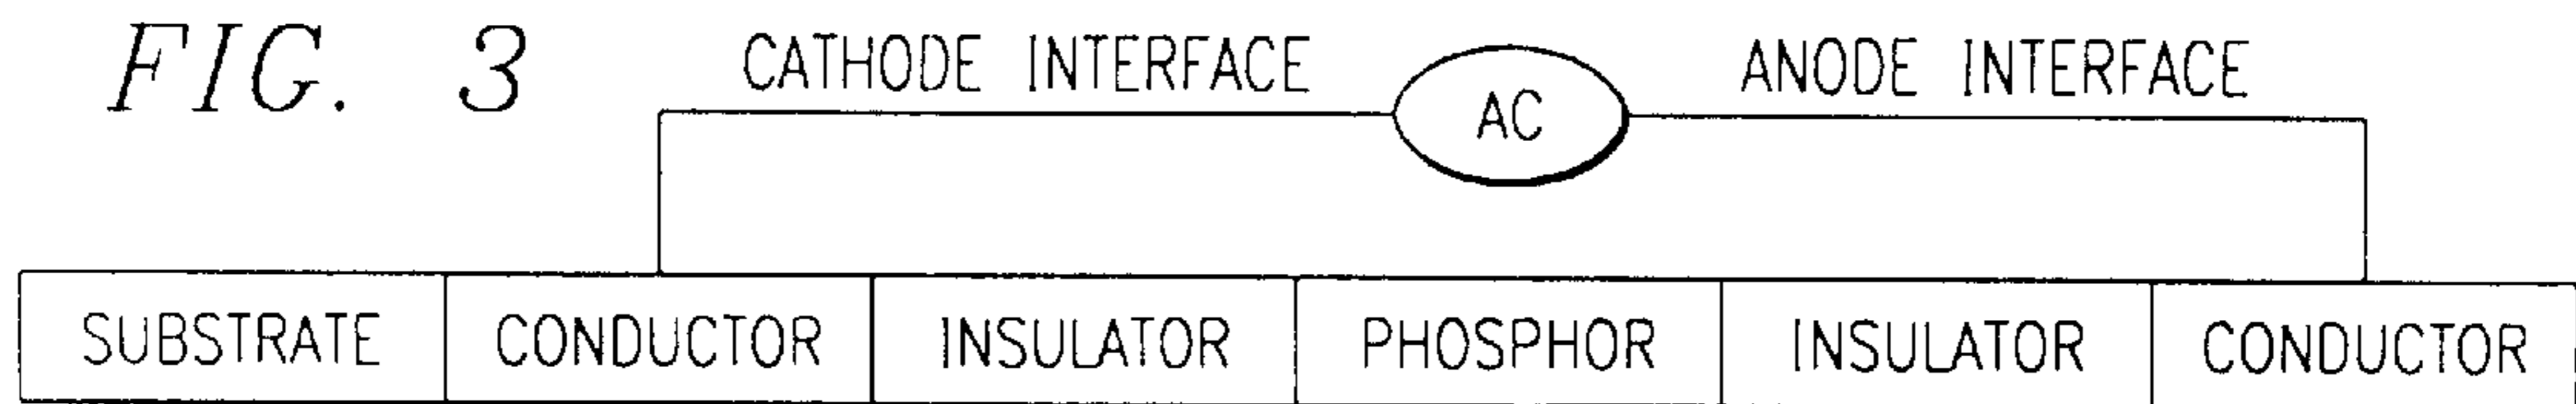 FIG. 3
CATHODE INTERFACE
AC
ANODE INTERFACE
SUBSTRATE
CONDUCTOR
INSULATOR
PHOSPHOR
INSULATOR
CONDUCTOR